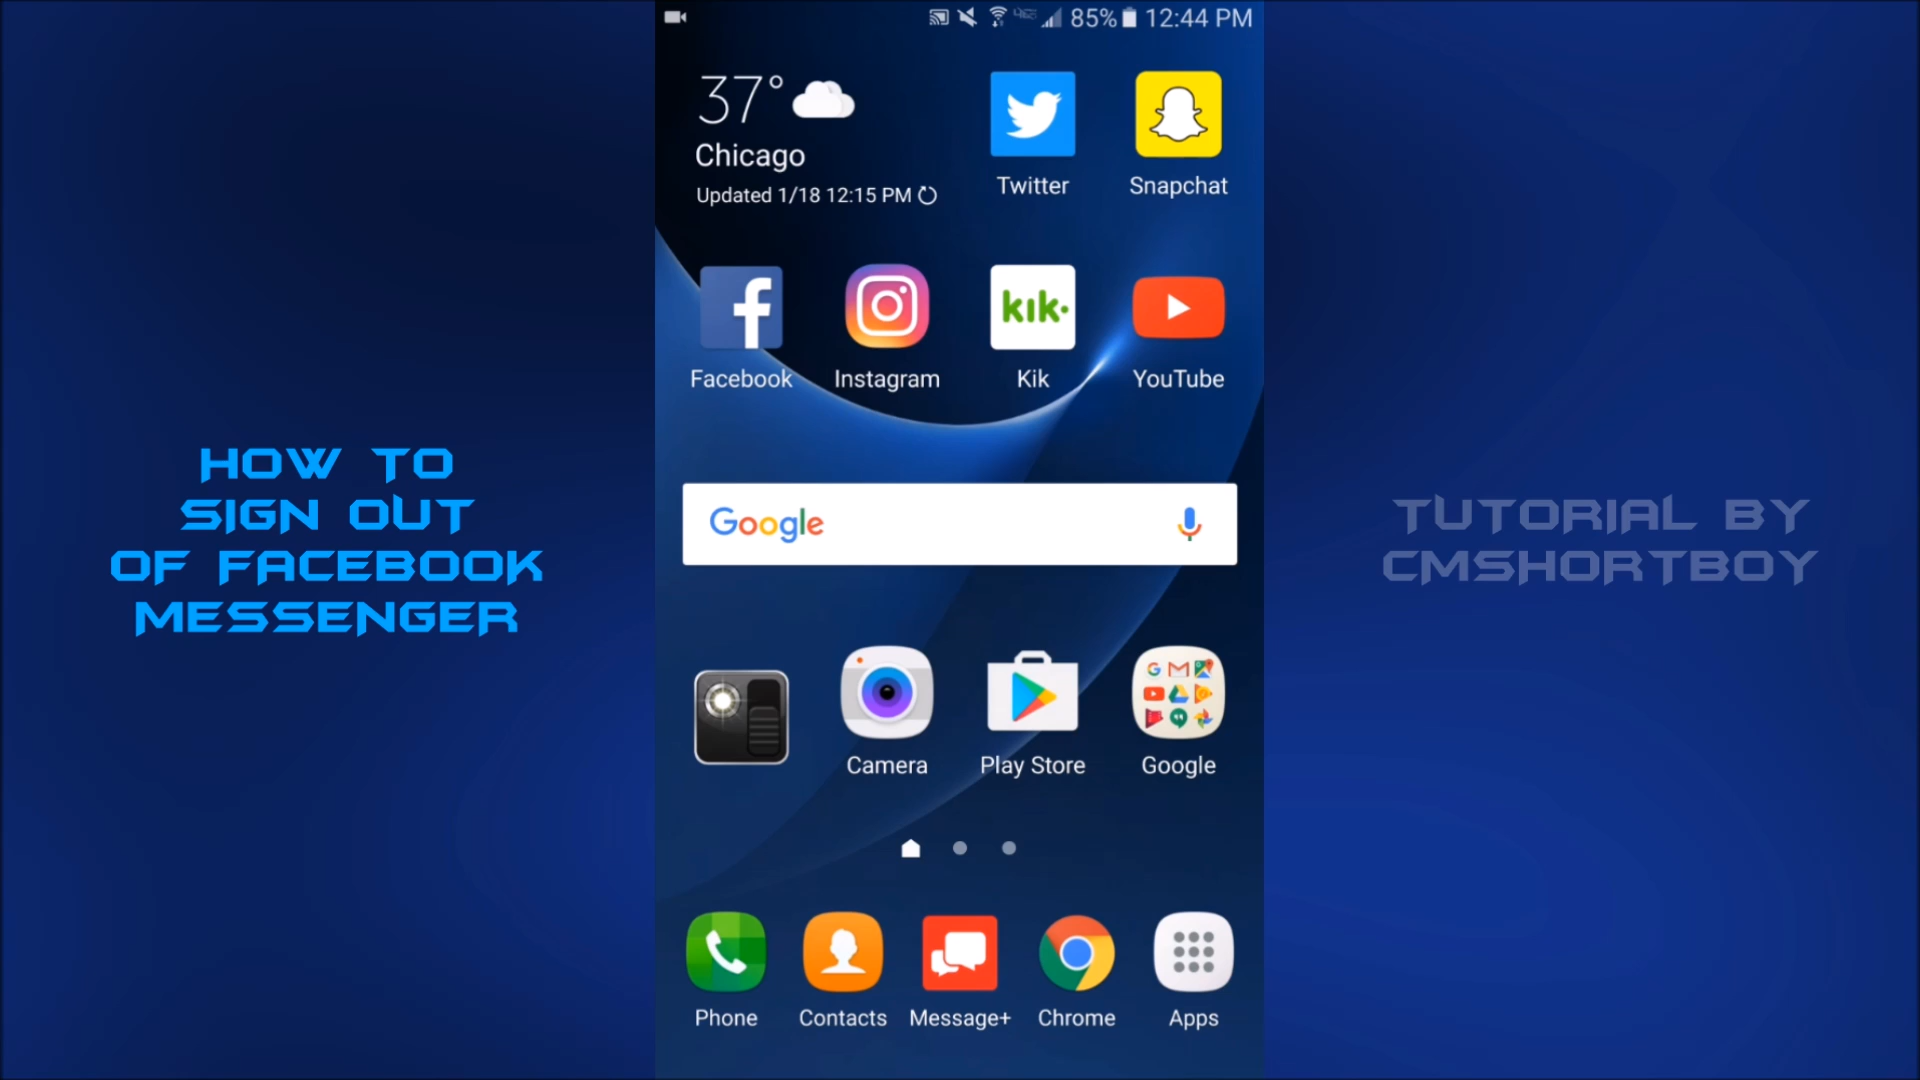 HOW TO
SIGN OUT
OF FACEBOOK
MESSENGER
85% 12:44 PM
37°
Chicago
Updated 1/18 12:15 PM
Twitter
Snapchat
kik·
Facebook
Instagram
Kik
YouTube
Google
Camera
Play Store
Google
Phone
Contacts
Message+
Chrome
Apps
TUTORIAL BY
CMSHORTBOY